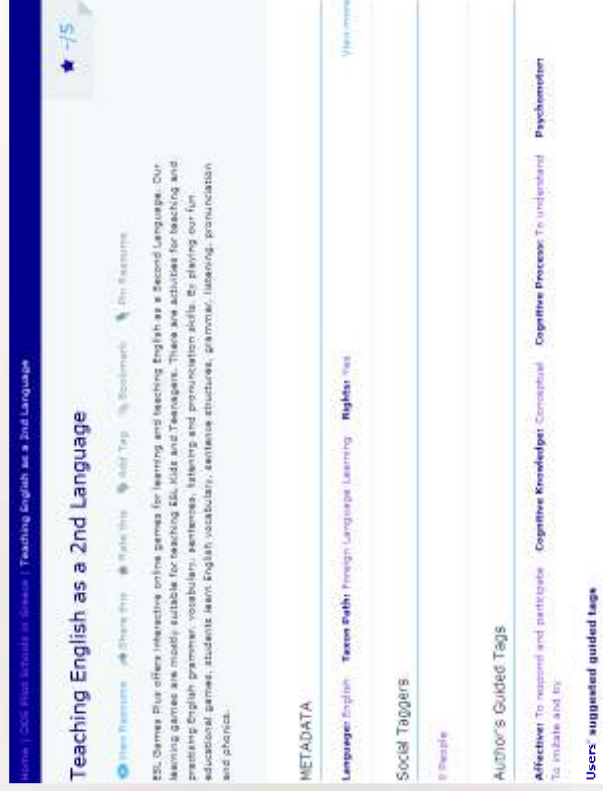 Home | ODS Pilot Schools in Greece | Teaching English as a 2nd Language
Teaching English as a 2nd Language
-/5
View Resource Share this Rate this Add Tag Bookmark Pin Resource
ESL Games Plus offers interactive online games for learning and teaching English as a Second Language. Our
learning games are mostly suitable for teaching ESL Kids and Teenagers. There are activities for teaching and
practising English grammar, vocabulary, sentences, listening and pronunciation skills. By playing our fun
educational games, students learn English vocabulary, sentence structures, grammar, listening, pronunciation
and phonics.
METADATA
View more
Language: English Taxon Path: Foreign Language Learning Rights: Yes
Social Taggers
0 People
Author's Guided Tags
Affective: To respond and participate Cognitive Knowledge: Conceptual Cognitive Process: To understand Psychomotor:
To imitate and try
Users' suggested guided tags